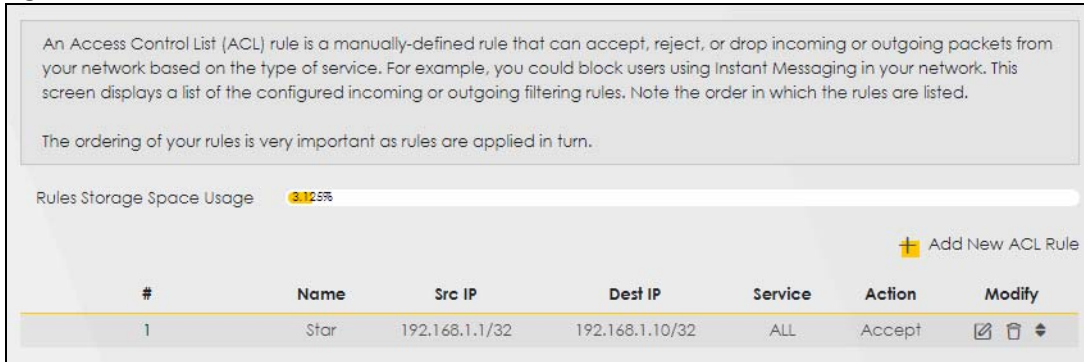 An Access Control List (ACL) rule is a manually-defined rule that can accept, reject, or drop incoming or outgoing packets from
your network based on the type of service. For example, you could block users using Instant Messaging in your network. This
screen displays a list of the configured incoming or outgoing filtering rules. Note the order in which the rules are listed.
The ordering of your rules is very important as rules are applied in turn.
Rules Storage Space Usage 3.125%
+ Add New ACL Rule
# Name Src IP Dest IP Service Action Modify
1 Star 192.168.1.1/32 192.168.1.10/32 ALL Accept